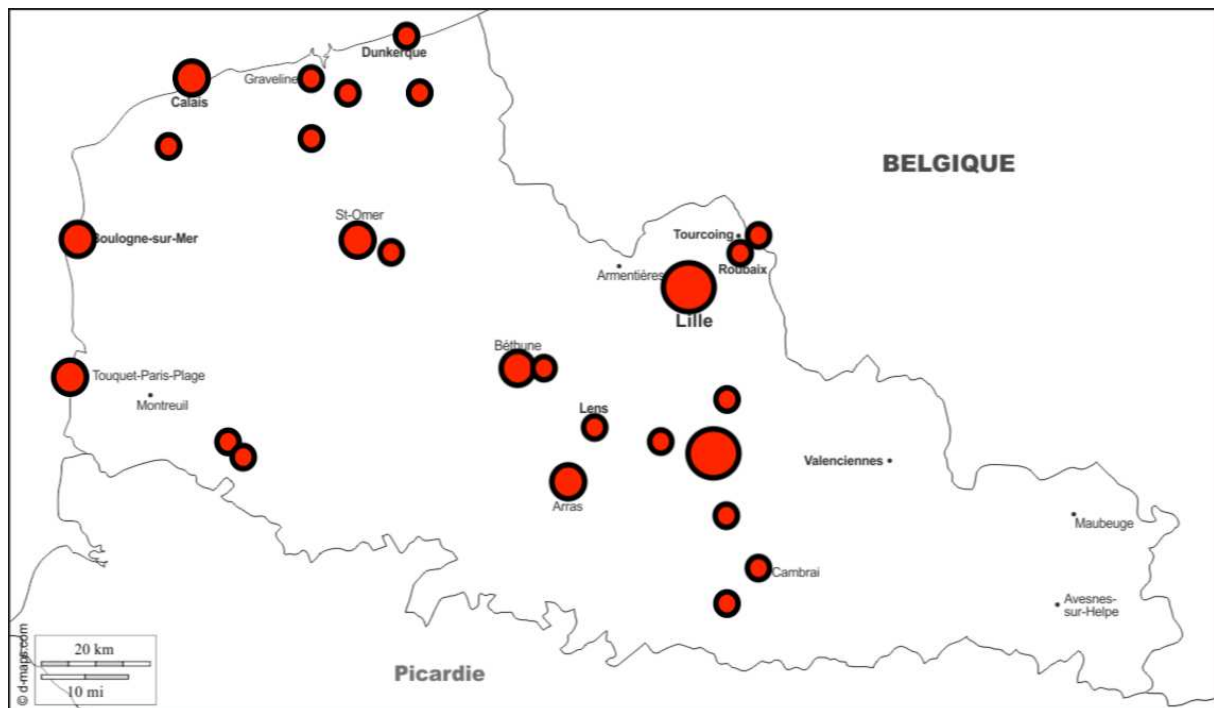 Dunkerque
Graveline
Calais
BELGIQUE
St-Omer
Boulogne-sur-Mer
Tourcoing
Roubaix
Armentières
Lille
Béthune
Touquet-Paris-Plage
Montreuil
Lens
Valenciennes
Arras
Maubeuge
Cambrai
Avesnes-
sur-Helpe
20 km
10 mi
Picardie
© d-maps.com